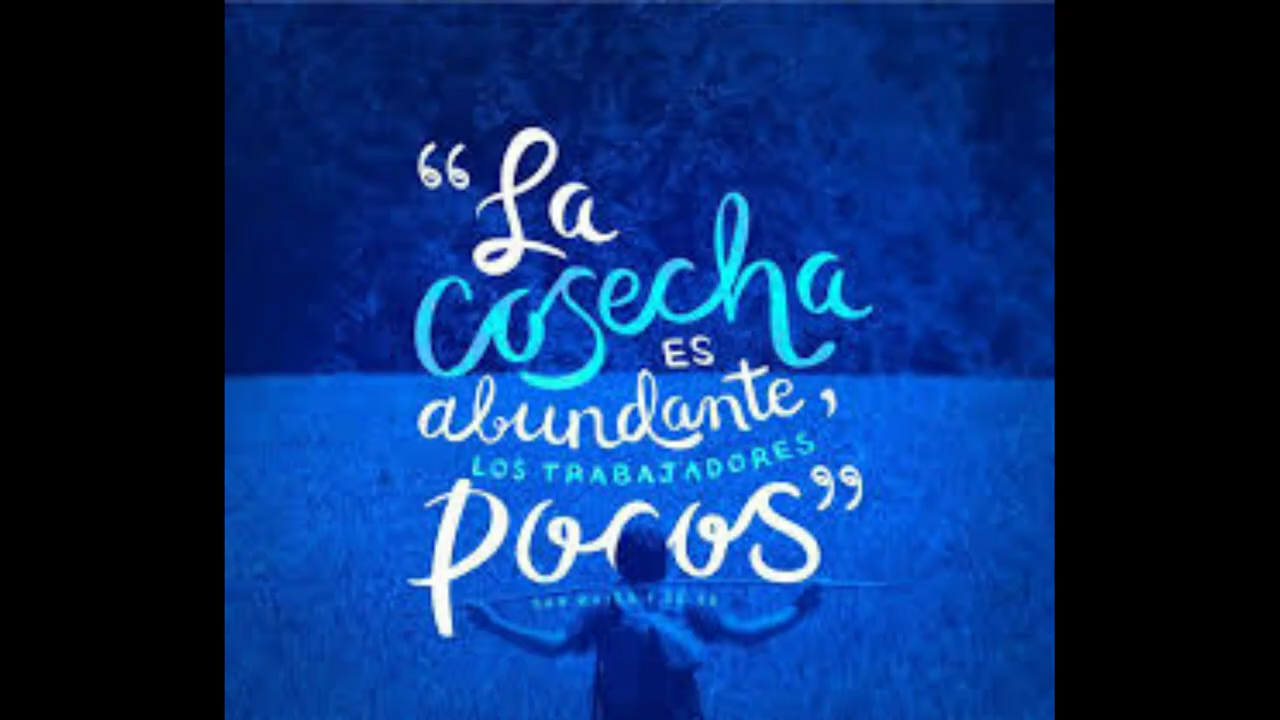 “La
cosecha
ES
abundante,
LOS TRABAJADORES
pocos”